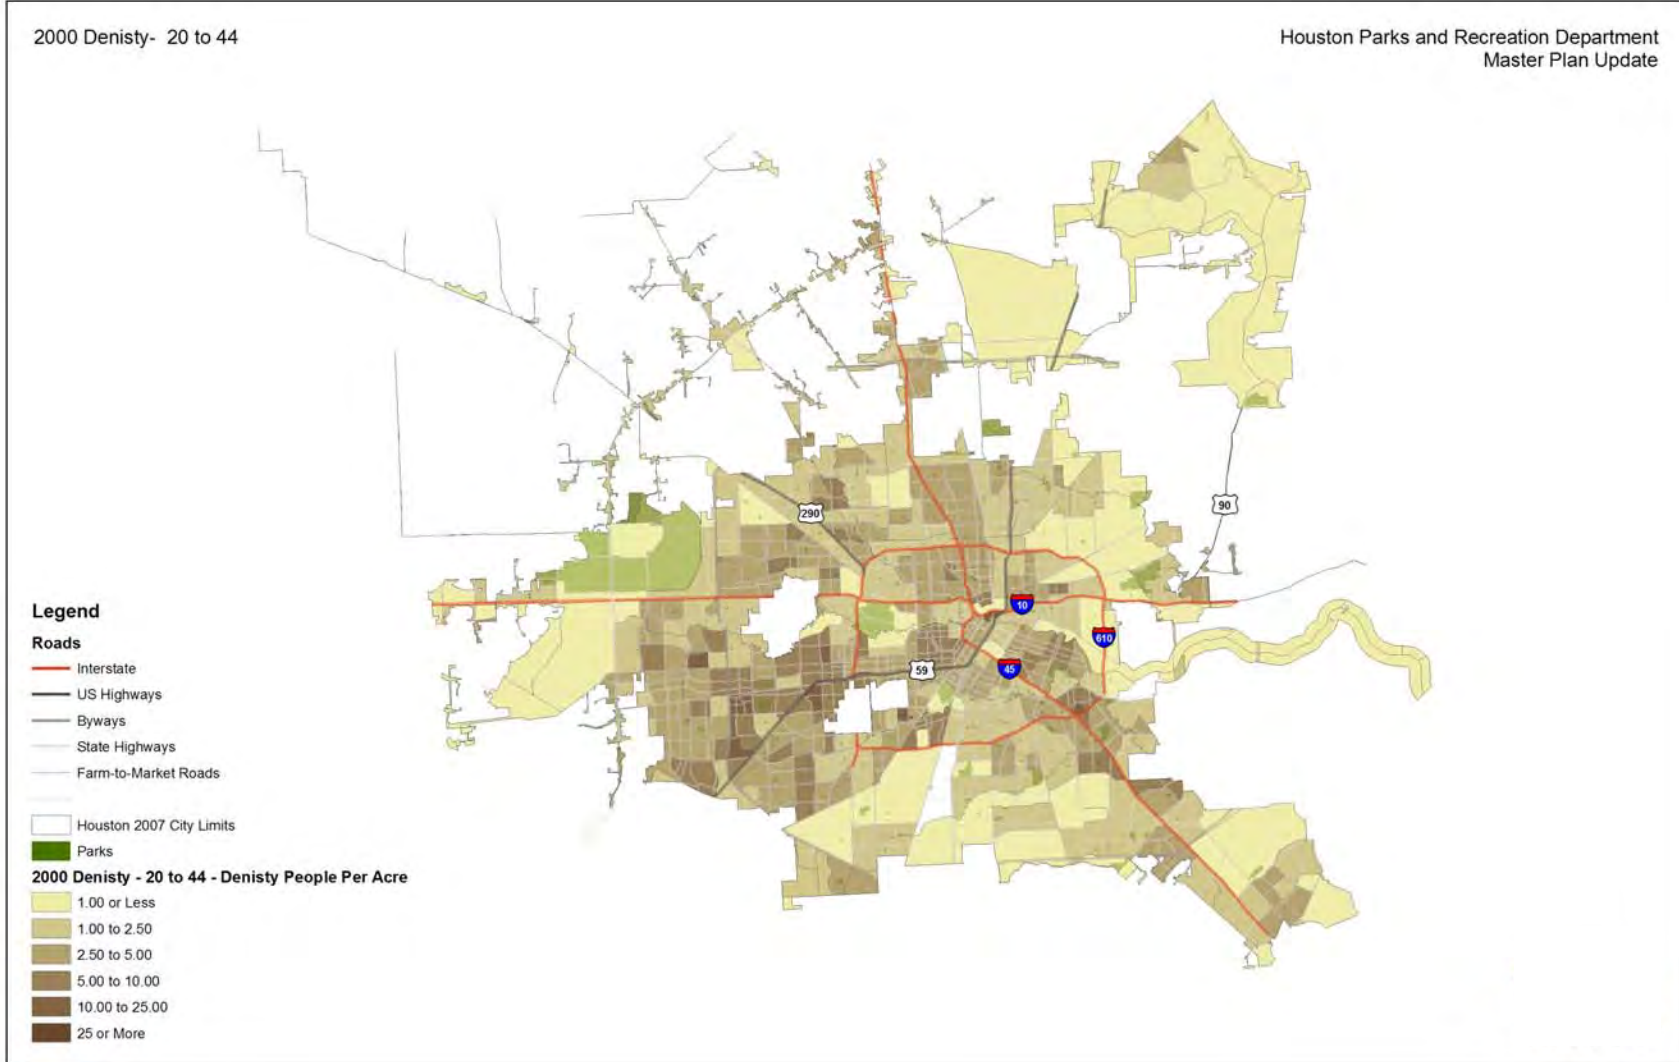 2000 Denisty-  20 to 44
Houston Parks and Recreation Department
Master Plan Update
290
90
10
610
59
45
Legend
Roads
Interstate
US Highways
Byways
State Highways
Farm-to-Market Roads
Houston 2007 City Limits
Parks
2000 Denisty - 20 to 44 - Denisty People Per Acre
1.00 or Less
1.00 to 2.50
2.50 to 5.00
5.00 to 10.00
10.00 to 25.00
25 or More